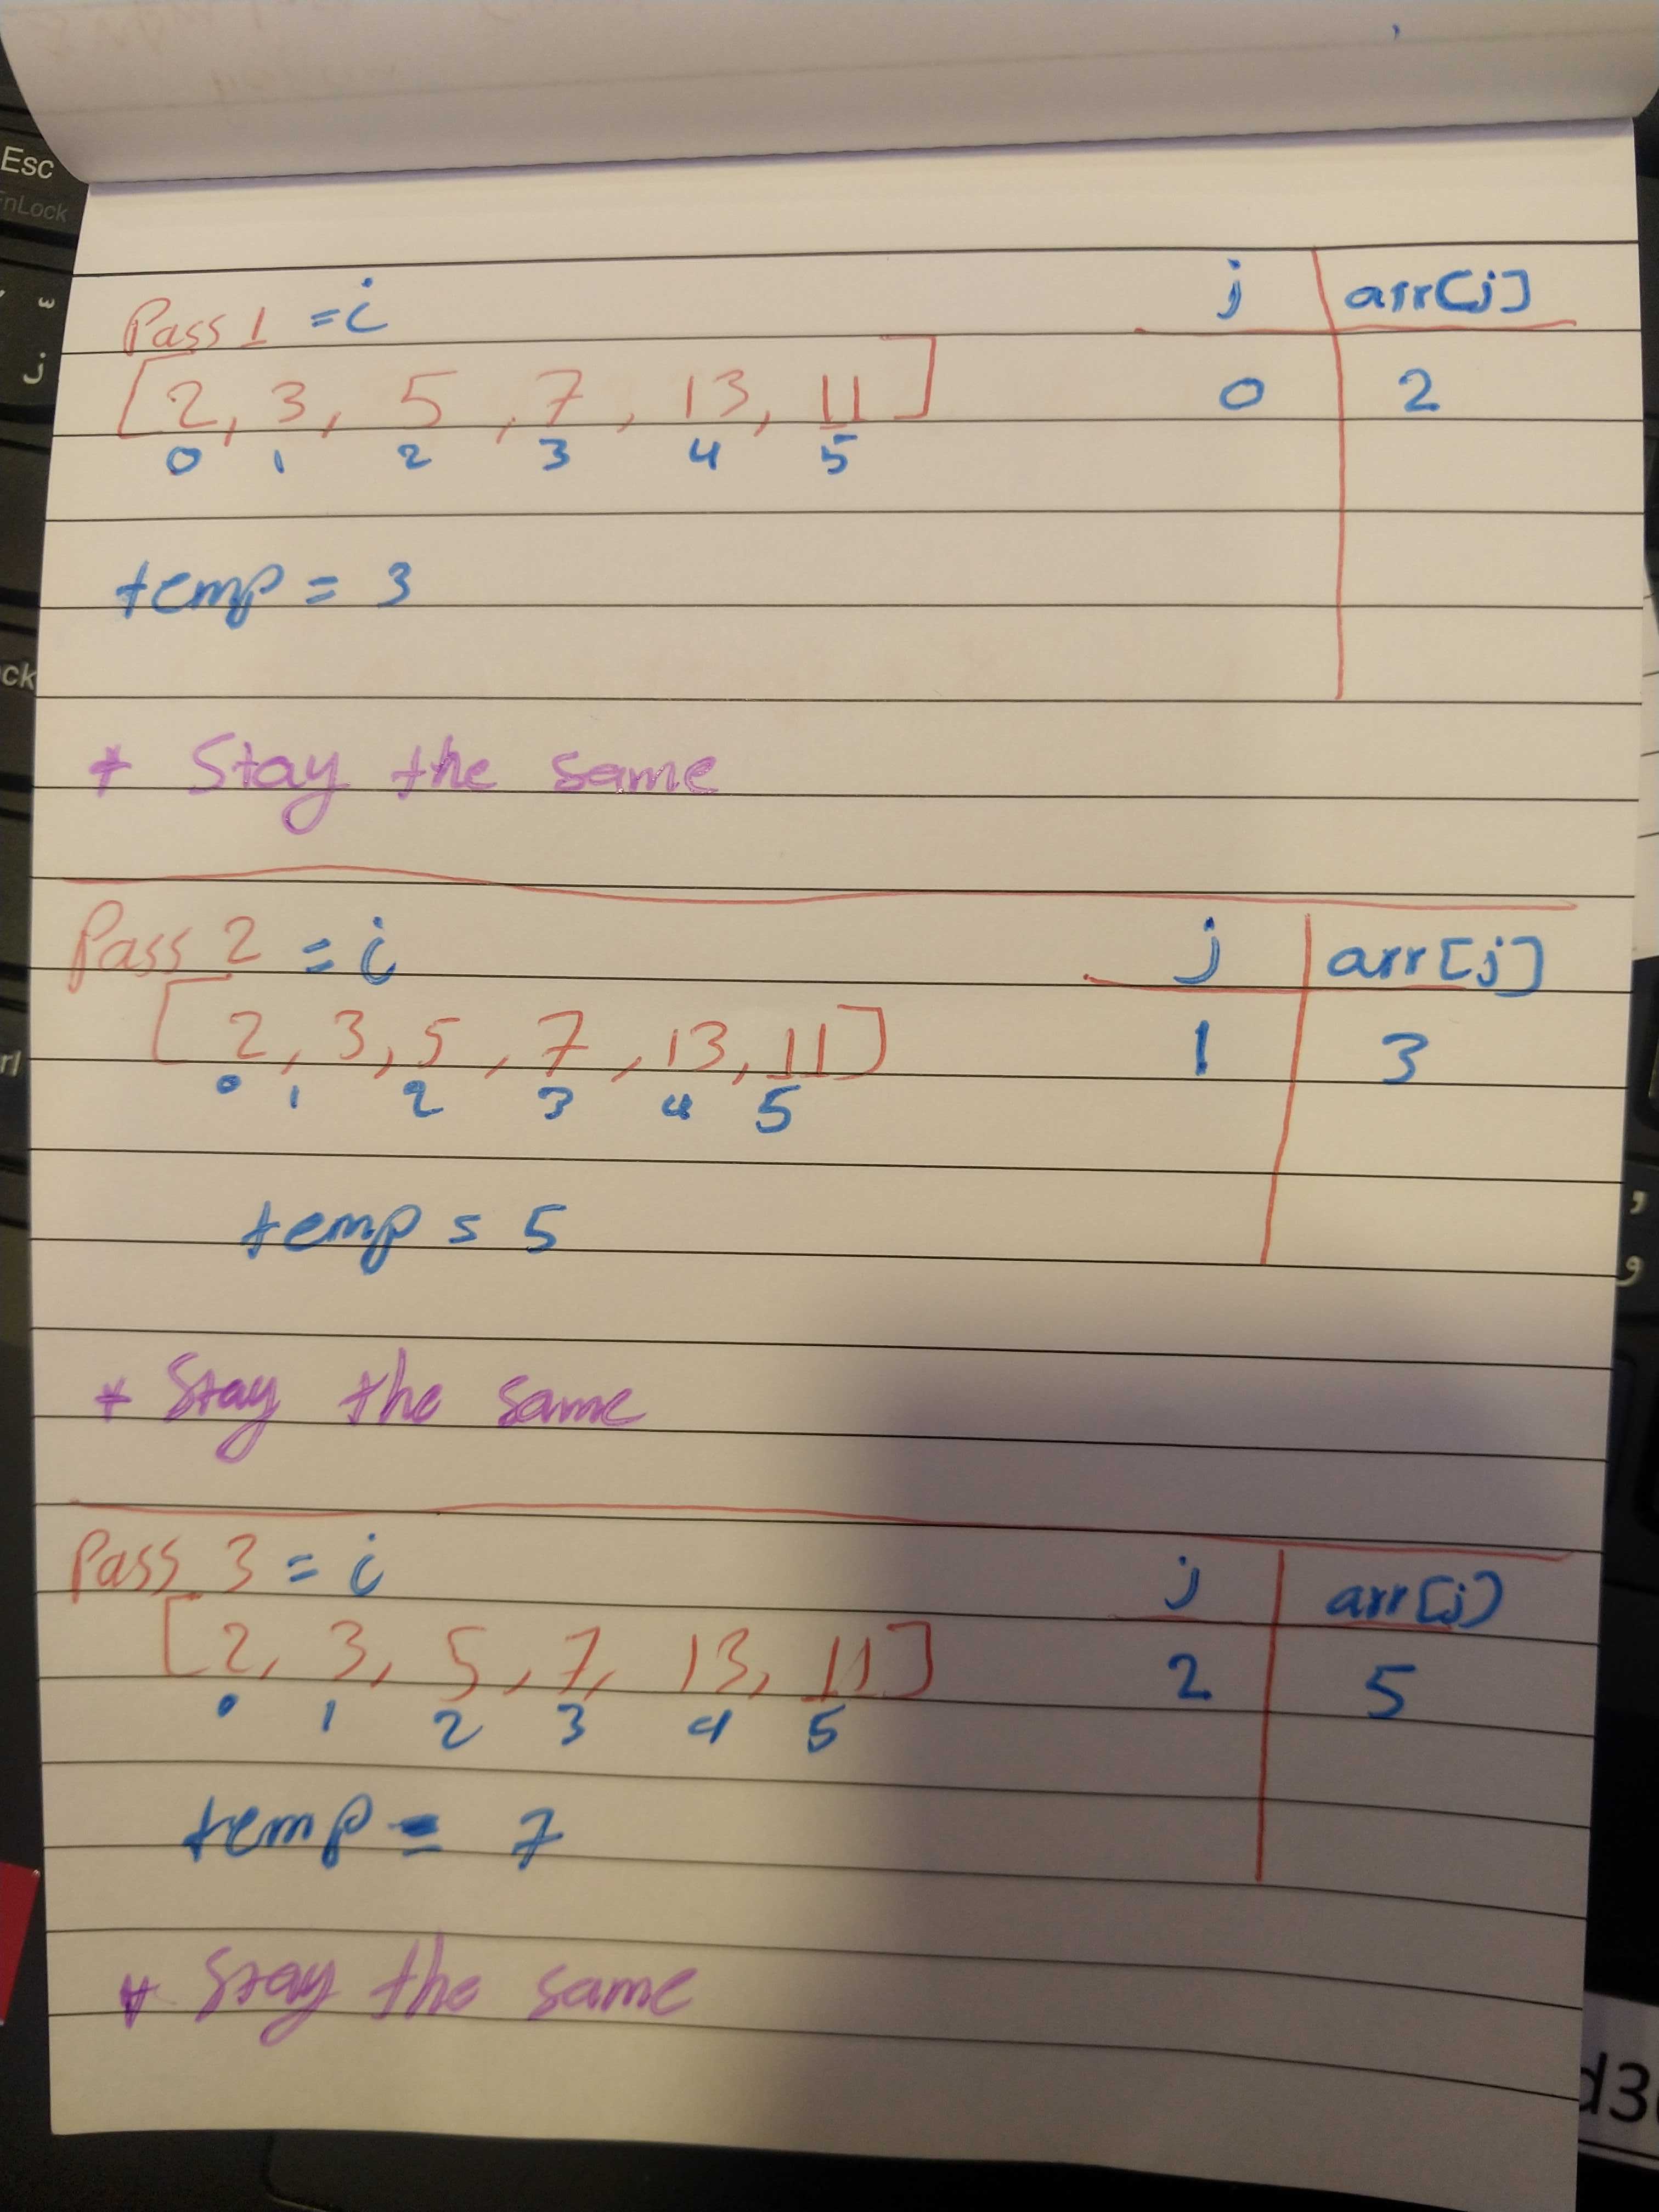 Esc
FnLock
Pass 1 = i
j arr[j]
[2, 3, 5, 7, 13, 11]
0 2
0 1 2 3 4 5
temp = 3
* Stay the same
Pass 2 = i
j arr[j]
[2, 3, 5, 7, 13, 11]
1 3
0 1 2 3 4 5
temp = 5
* Stay the same
Pass 3 = i
j arr[j]
[2, 3, 5, 7, 13, 11]
2 5
0 1 2 3 4 5
temp = 7
* Stay the same
d3